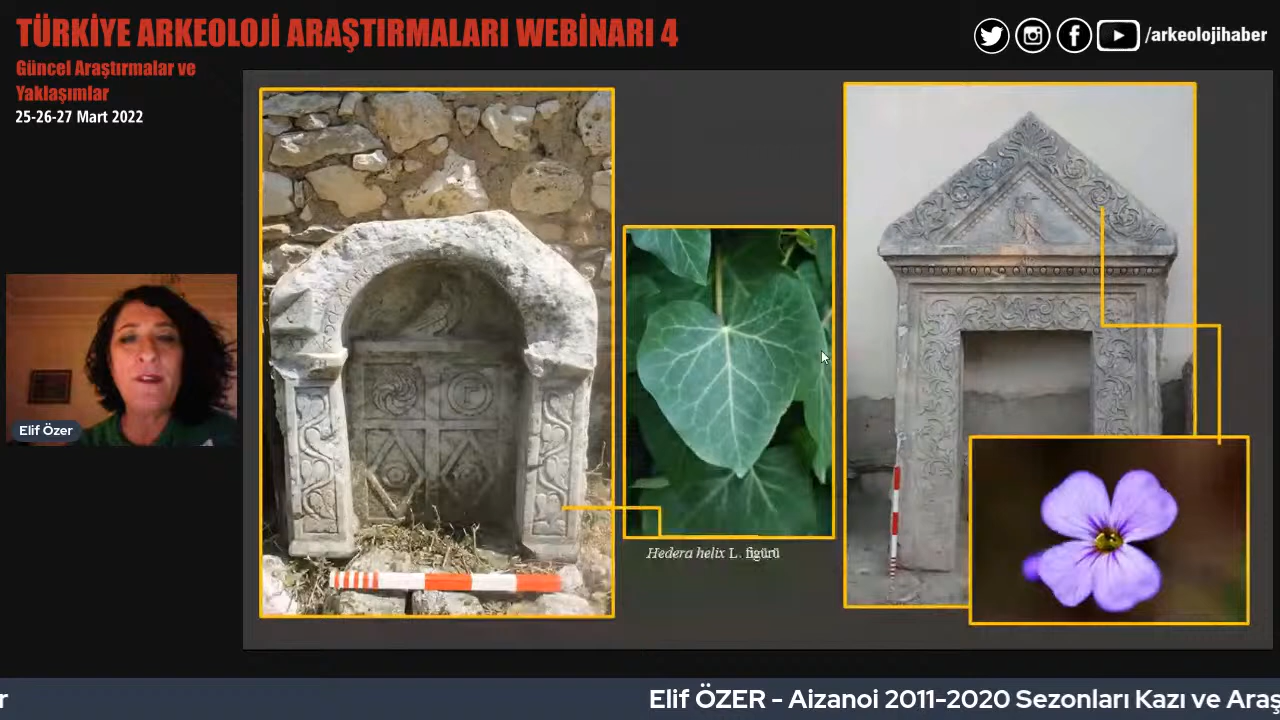 TÜRKİYE ARKEOLOJİ ARAŞTIRMALARI WEBİNARI 4
/arkeolojihaber
Güncel Araştırmalar ve
Yaklaşımlar
25-26-27 Mart 2022
Elif Özer
Hedera helix L. figürü
r
Elif ÖZER - Aizanoi 2011-2020 Sezonları Kazı ve Araş